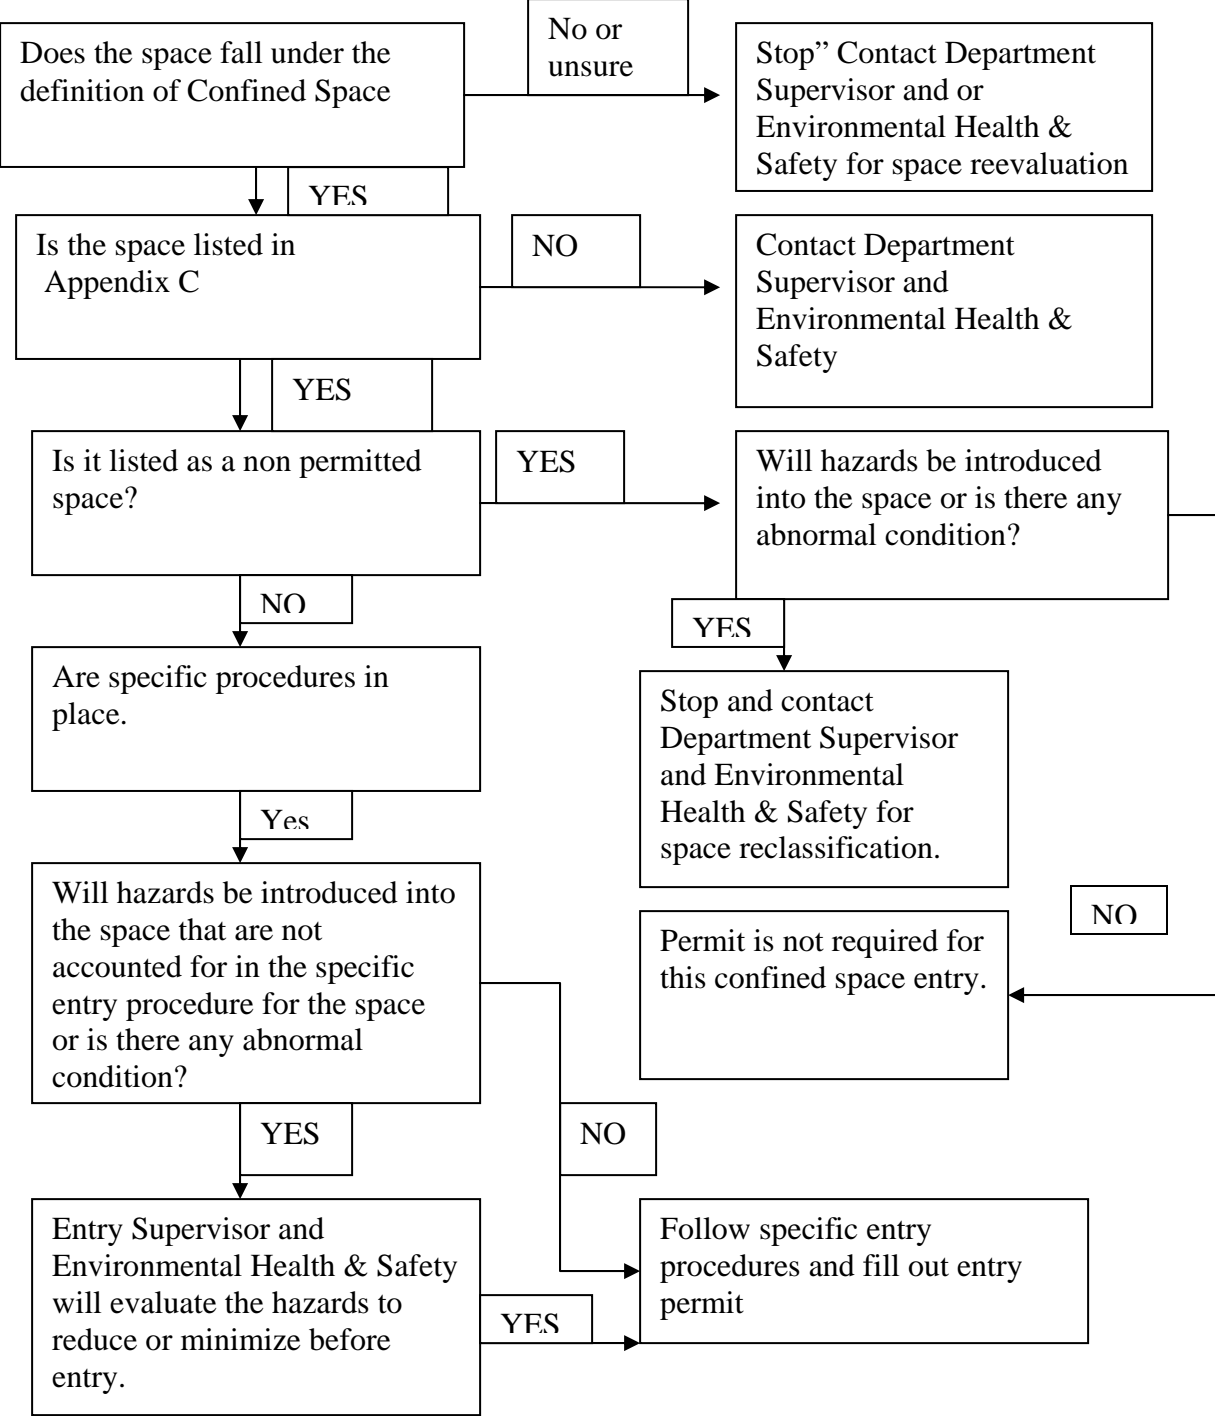 Does the space fall under the
definition of Confined Space
No or
unsure
Stop” Contact Department
Supervisor and or
Environmental Health &
Safety for space reevaluation
YES
Is the space listed in
Appendix C
NO
Contact Department
Supervisor and
Environmental Health &
Safety
YES
Is it listed as a non permitted
space?
YES
Will hazards be introduced
into the space or is there any
abnormal condition?
NO
YES
Are specific procedures in
place.
Stop and contact
Department Supervisor
and Environmental
Health & Safety for
space reclassification.
Yes
Will hazards be introduced into
the space that are not
accounted for in the specific
entry procedure for the space
or is there any abnormal
condition?
NO
Permit is not required for
this confined space entry.
YES
NO
Entry Supervisor and
Environmental Health & Safety
will evaluate the hazards to
reduce or minimize before
entry.
YES
Follow specific entry
procedures and fill out entry
permit